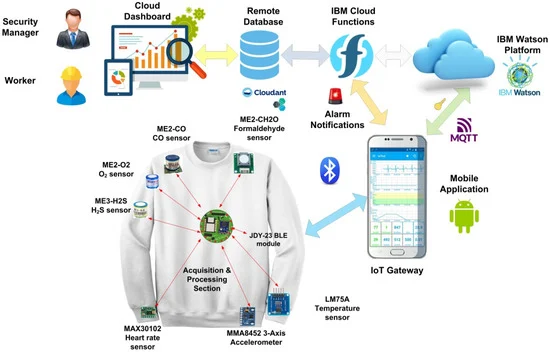 Security
Manager
Worker
Cloud
Dashboard
Remote
Database
Cloudant
IBM Cloud
Functions
IBM Watson
Platform
IBM Watson
Alarm
Notifications
MQTT
ME2-CO
CO sensor
ME2-CH2O
Formaldehyde
sensor
ME2-O2
O₂ sensor
ME3-H2S
H₂S sensor
JDY-23 BLE
module
Acquisition &
Processing
Section
Mobile
Application
IoT Gateway
LM75A
Temperature
sensor
MAX30102
Heart rate
sensor
MMA8452 3-Axis
Accelerometer